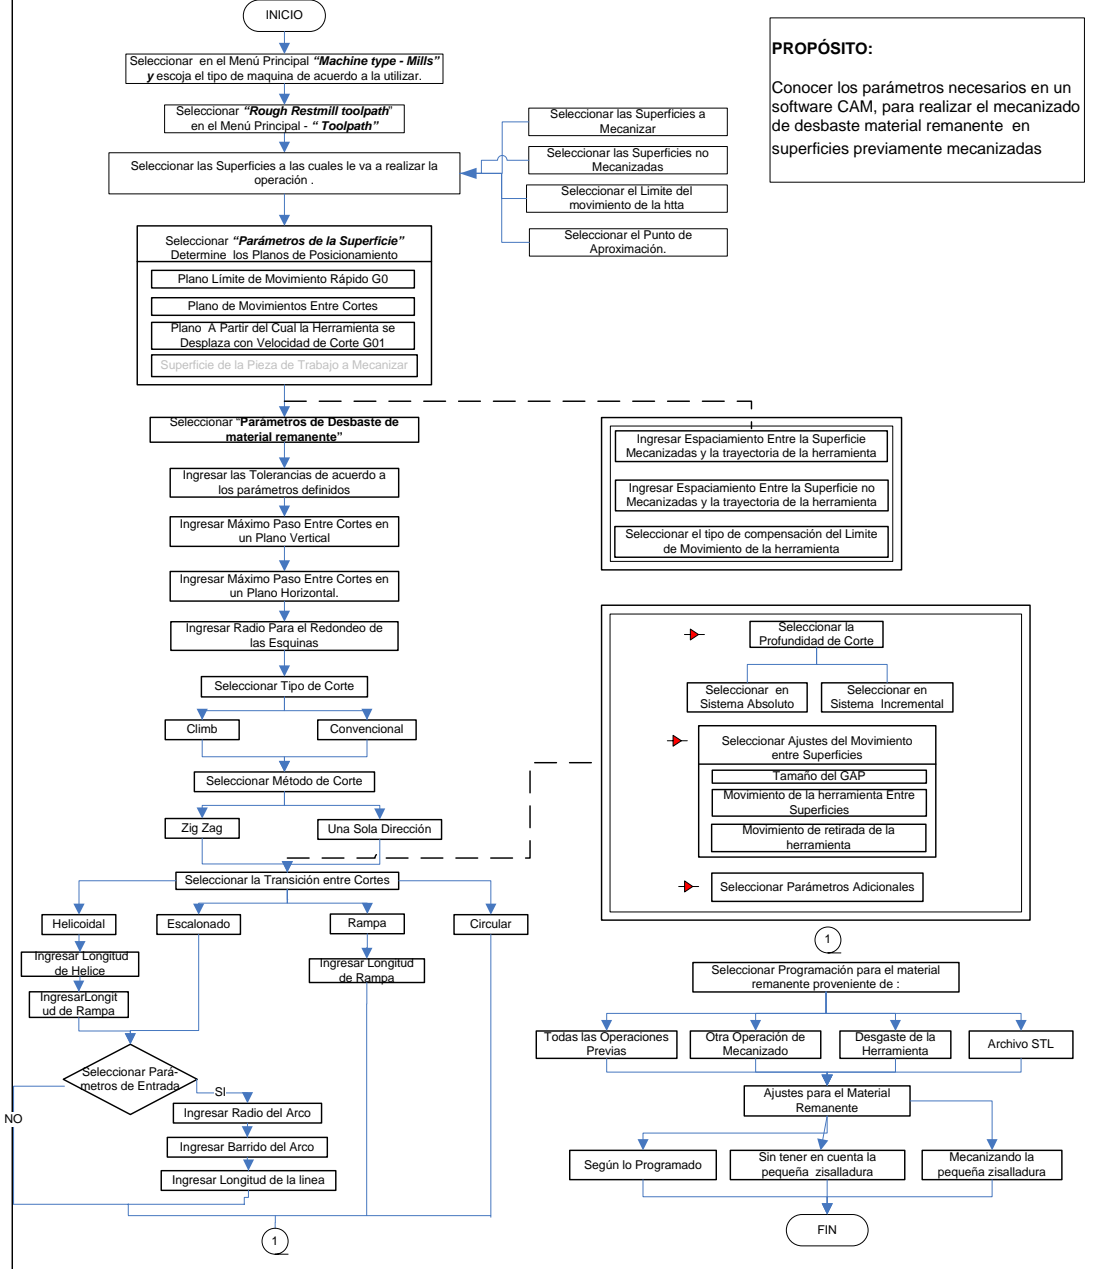 INICIO
Seleccionar en el Menú Principal “Machine type - Mills”
y escoja el tipo de maquina de acuerdo a la utilizar.
Seleccionar “Rough Restmill toolpath”
en el Menú Principal - “ Toolpath”
Seleccionar las Superficies a las cuales le va a realizar la
operación .
Seleccionar las Superficies a
Mecanizar
Seleccionar las Superficies no
Mecanizadas
Seleccionar el Limite del
movimiento de la htta
Seleccionar el Punto de
Aproximación.
PROPÓSITO:
Conocer los parámetros necesarios en un
software CAM, para realizar el mecanizado
de desbaste material remanente en
superficies previamente mecanizadas
Seleccionar “Parámetros de la Superficie”
Determine los Planos de Posicionamiento
Plano Límite de Movimiento Rápido G0
Plano de Movimientos Entre Cortes
Plano A Partir del Cual la Herramienta se
Desplaza con Velocidad de Corte G01
Superficie de la Pieza de Trabajo a Mecanizar
Seleccionar “Parámetros de Desbaste de
material remanente”
Ingresar las Tolerancias de acuerdo a
los parámetros definidos
Ingresar Máximo Paso Entre Cortes en
un Plano Vertical
Ingresar Máximo Paso Entre Cortes en
un Plano Horizontal.
Ingresar Radio Para el Redondeo de
las Esquinas
Seleccionar Tipo de Corte
Climb
Convencional
Seleccionar Método de Corte
Zig Zag
Una Sola Dirección
Seleccionar la Transición entre Cortes
Helicoidal
Escalonado
Rampa
Circular
Ingresar Longitud
de Helice
IngresarLongit
ud de Rampa
Ingresar Longitud
de Rampa
Seleccionar Pará-
metros de Entrada
SI
NO
Ingresar Radio del Arco
Ingresar Barrido del Arco
Ingresar Longitud de la linea
1
Ingresar Espaciamiento Entre la Superficie
Mecanizadas y la trayectoria de la herramienta
Ingresar Espaciamiento Entre la Superficie no
Mecanizadas y la trayectoria de la herramienta
Seleccionar el tipo de compensación del Limite
de Movimiento de la herramienta
Seleccionar la
Profundidad de Corte
Seleccionar en
Sistema Absoluto
Seleccionar en
Sistema Incremental
Seleccionar Ajustes del Movimiento
entre Superficies
Tamaño del GAP
Movimiento de la herramienta Entre
Superficies
Movimiento de retirada de la
herramienta
Seleccionar Parámetros Adicionales
1
Seleccionar Programación para el material
remanente proveniente de :
Todas las Operaciones
Previas
Otra Operación de
Mecanizado
Desgaste de la
Herramienta
Archivo STL
Ajustes para el Material
Remanente
Según lo Programado
Sin tener en cuenta la
pequeña zisalladura
Mecanizando la
pequeña zisalladura
FIN